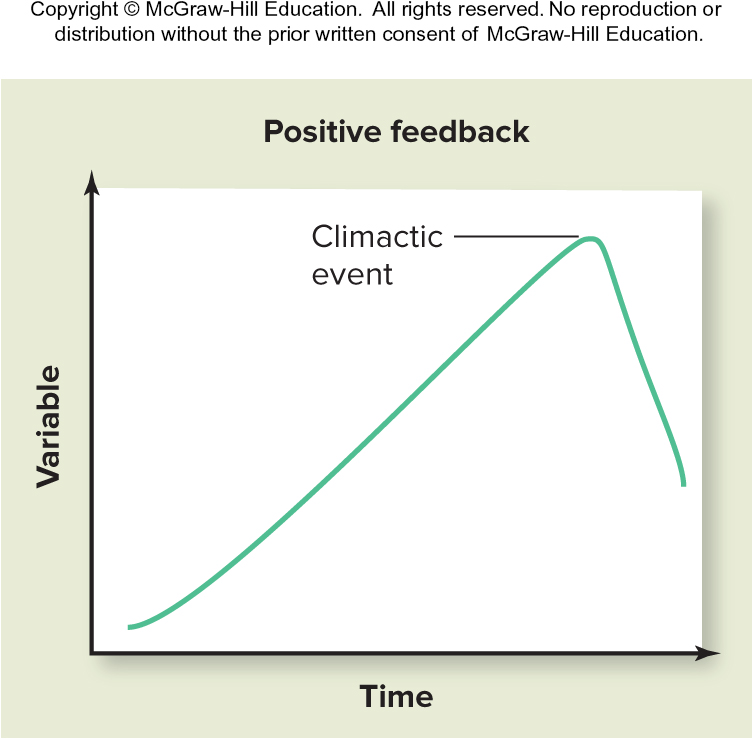 Copyright © McGraw-Hill Education. All rights reserved. No reproduction or
distribution without the prior written consent of McGraw-Hill Education.
Positive feedback
Climactic
event
Variable
Time